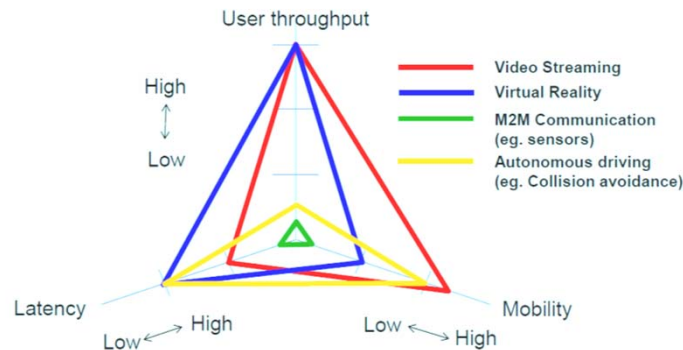 User throughput
High
Low
Video Streaming
Virtual Reality
M2M Communication
(eg. sensors)
Autonomous driving
(eg. Collision avoidance)
Latency
Low
High
Mobility
Low
High